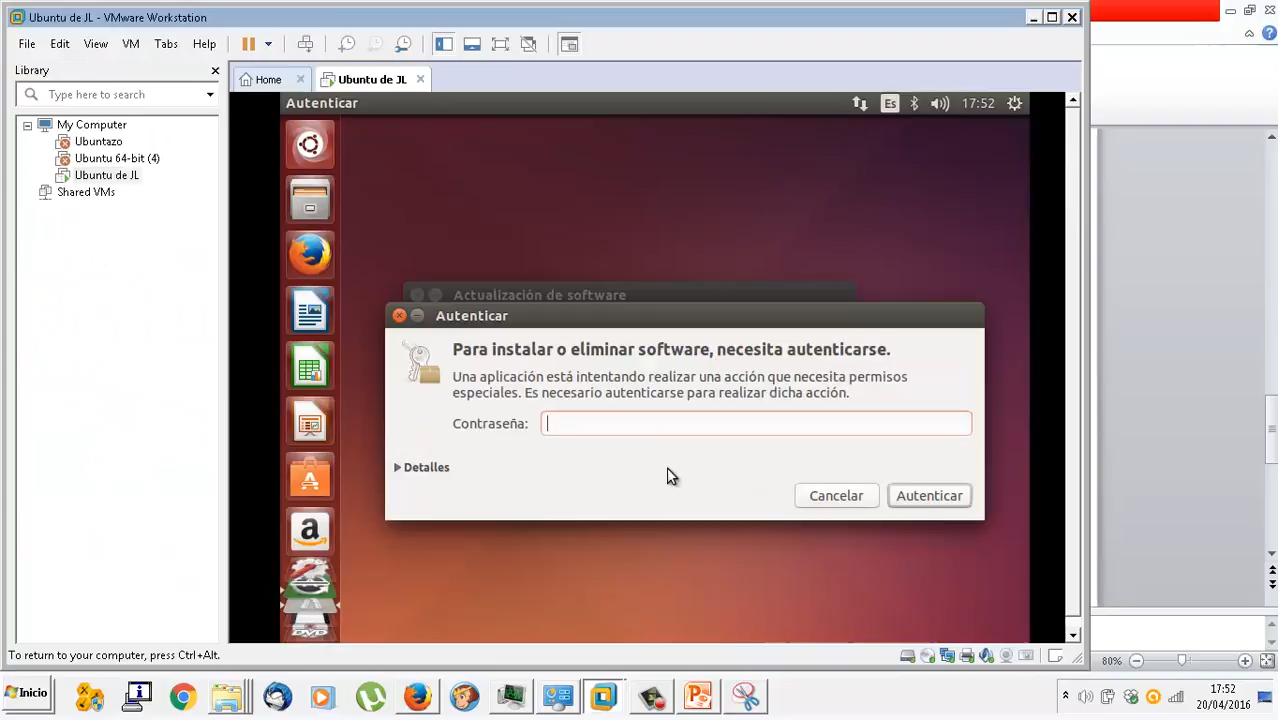 Ubuntu de JL - VMware Workstation
File Edit View VM Tabs Help
Library
Type here to search
My Computer
Ubuntazo
Ubuntu 64-bit (4)
Ubuntu de JL
Shared VMs
Home
Ubuntu de JL
Autenticar
Es
17:52
Actualización de software
Autenticar
Para instalar o eliminar software, necesita autenticarse.
Una aplicación está intentando realizar una acción que necesita permisos
especiales. Es necesario autenticarse para realizar dicha acción.
Contraseña:
Detalles
Cancelar Autenticar
To return to your computer, press Ctrl+Alt.
80%
Inicio
17:52
20/04/2016